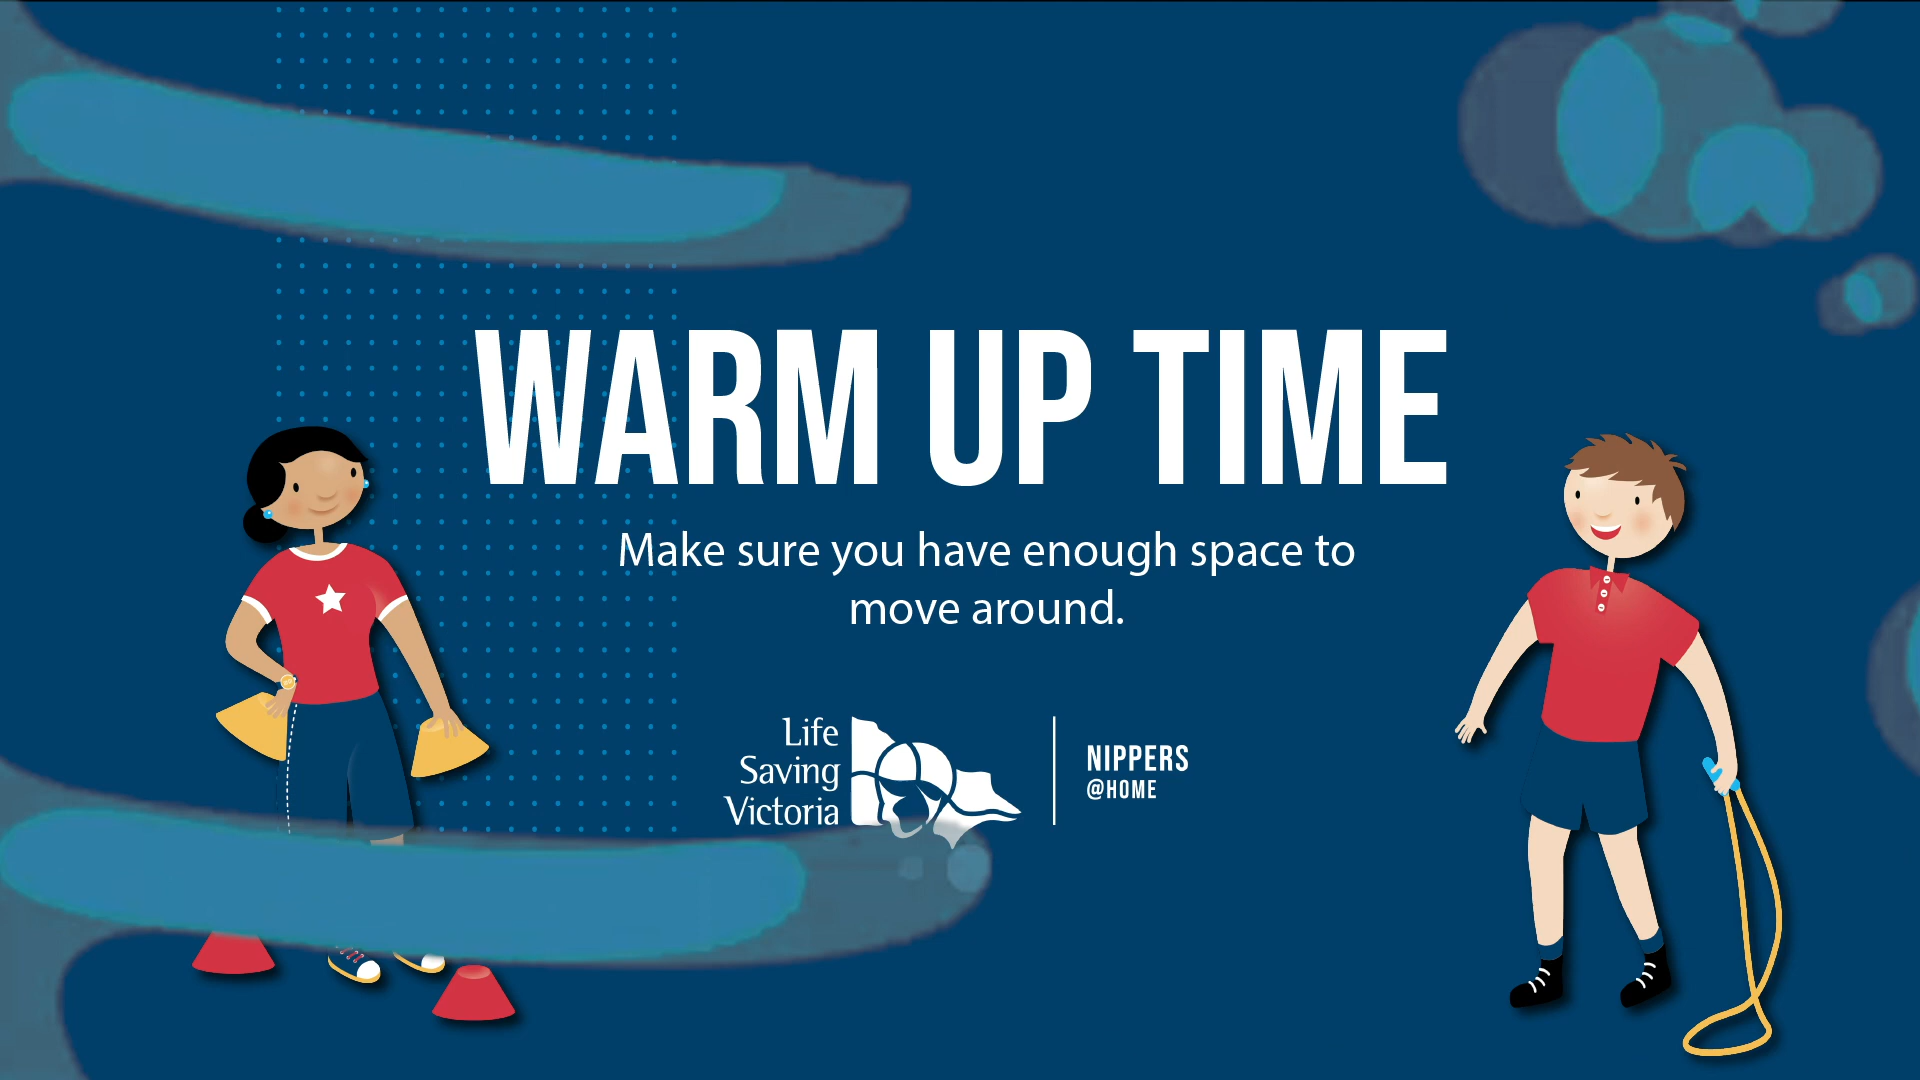 WARM UP TIME
Make sure you have enough space to
move around.
Life
Saving
Victoria
NIPPERS
@HOME